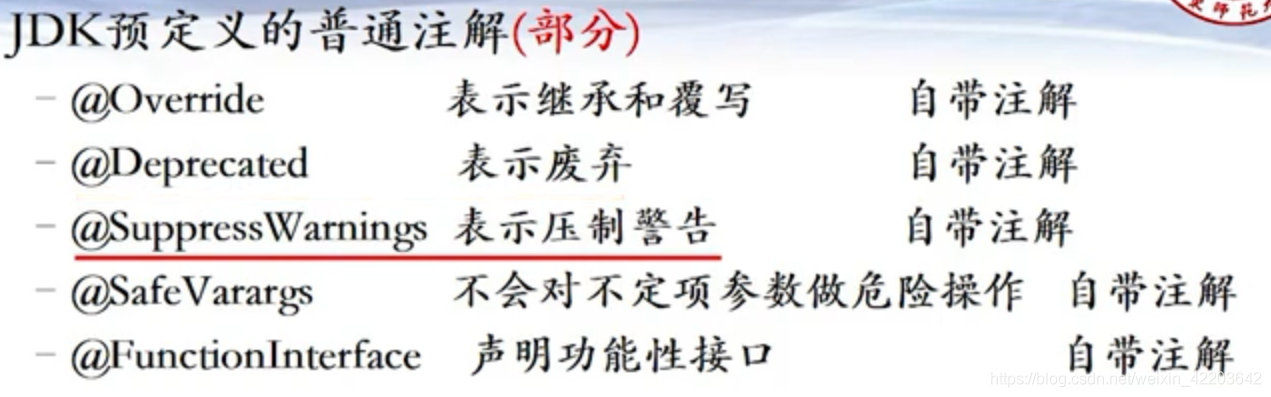 JDK预定义的普通注解(部分)
– @Override 表示继承和覆写 自带注解
– @Deprecated 表示废弃 自带注解
– @SuppressWarnings 表示压制警告 自带注解
– @SafeVarargs 不会对不定项参数做危险操作 自带注解
– @FunctionInterface 声明功能性接口 自带注解
https://blog.csdn.net/weixin_42203642